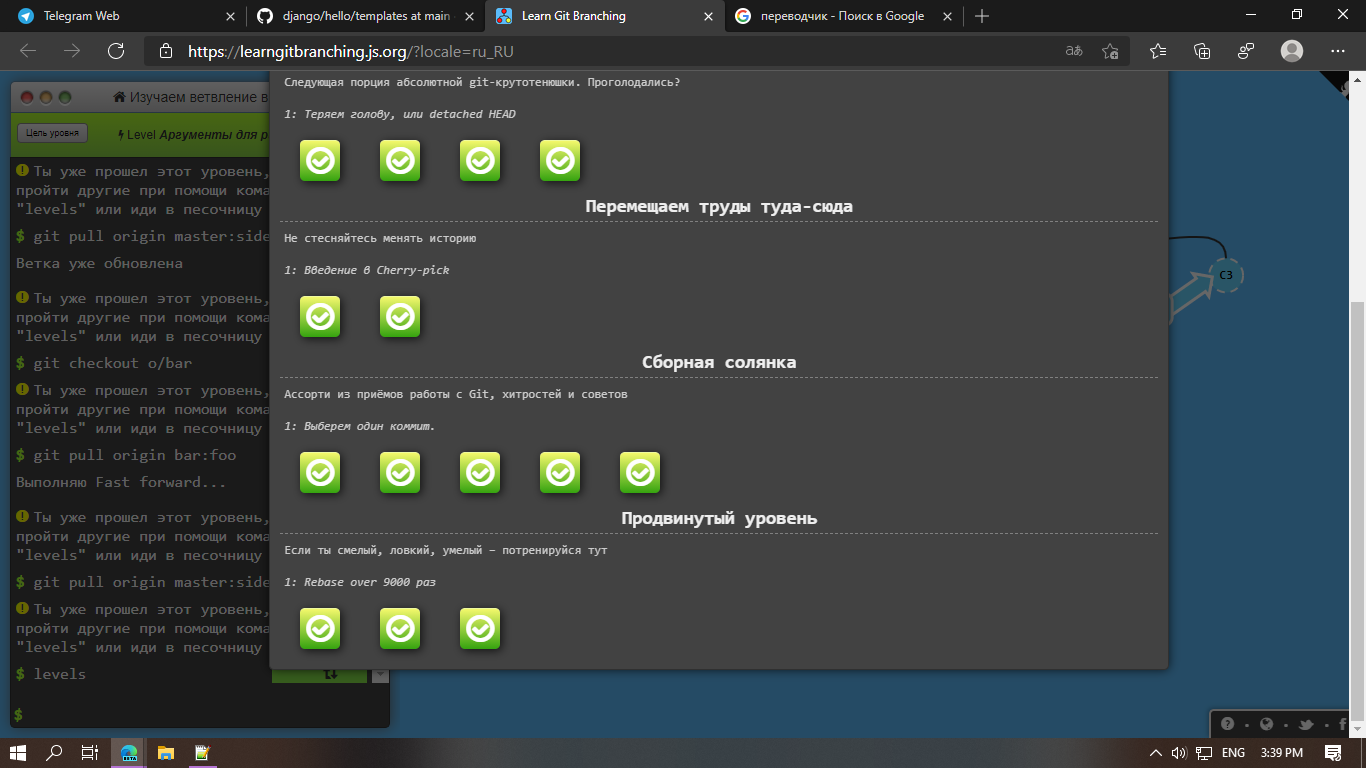 Telegram Web
django/hello/templates at main
Learn Git Branching
переводчик - Поиск в Google
https://learngitbranching.js.org/?locale=ru_RU
Следующая порция абсолютной git-крутотенюшки. Проголодались?
1: Теряем голову, или detached HEAD
Перемещаем труды туда-сюда
Не стесняйтесь менять историю
1: Введение в Cherry-pick
Сборная солянка
Ассорти из приёмов работы с Git, хитростей и советов
1: Выберем один коммит.
Продвинутый уровень
Если ты смелый, ловкий, умелый – потренируйся тут
1: Rebase over 9000 раз
Изучаем ветвление в
Цель уровня
Level Аргументы для
Ты уже прошел этот уровень,
пройти другие при помощи
"levels" или иди в песочницу
$ git pull origin master:side
Ветка уже обновлена
Ты уже прошел этот уровень,
пройти другие при помощи
"levels" или иди в песочницу
$ git checkout o/bar
Ты уже прошел этот уровень,
пройти другие при помощи
"levels" или иди в песочницу
$ git pull origin bar:foo
Выполняю Fast forward...
Ты уже прошел этот уровень,
пройти другие при помощи
"levels" или иди в песочницу
$ git pull origin master:side
Ты уже прошел этот уровень,
пройти другие при помощи
"levels" или иди в песочницу
$ levels
$
C3
ENG
3:39 PM